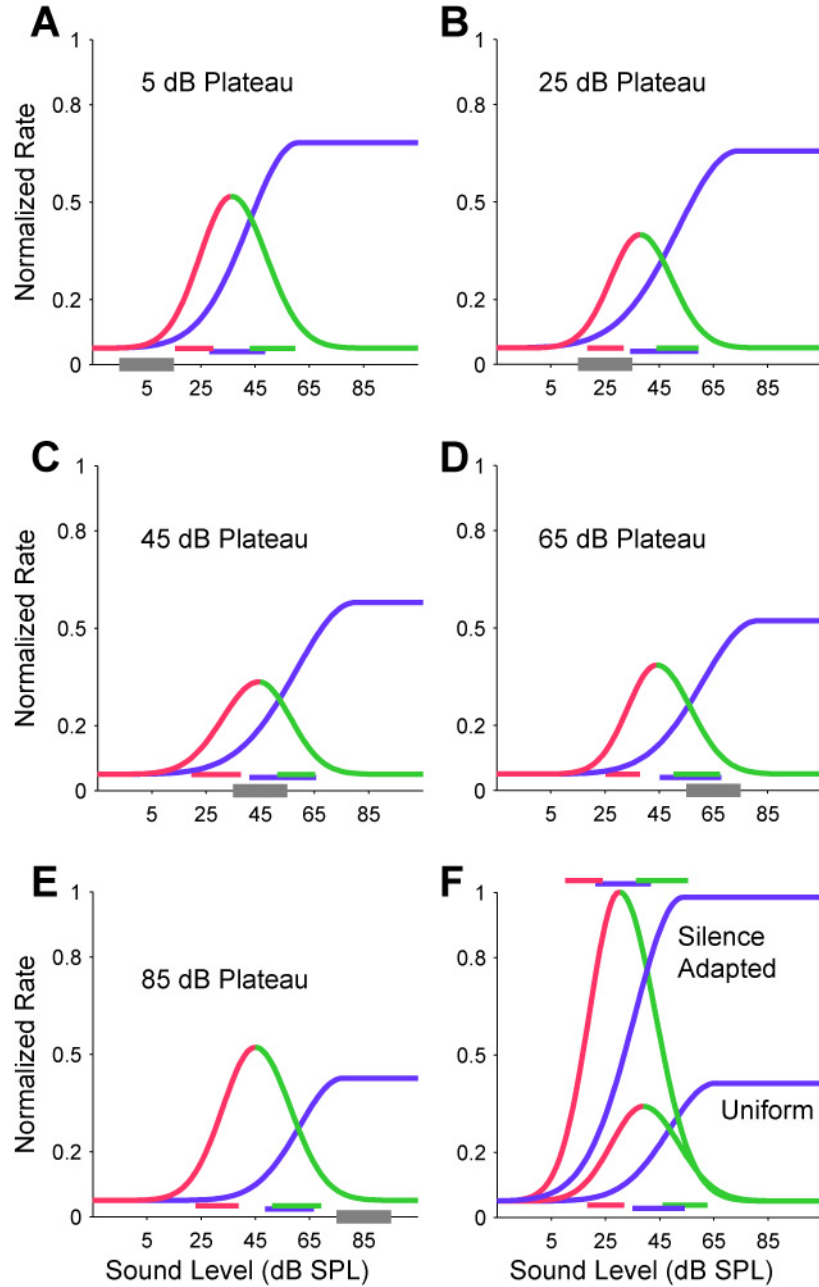 A
5 dB Plateau
Normalized Rate
1
0.8
0.5
0.2
0
5 25 45 65 85
B
25 dB Plateau
1
0.8
0.5
0.2
0
5 25 45 65 85
C
45 dB Plateau
Normalized Rate
1
0.8
0.5
0.2
0
5 25 45 65 85
D
65 dB Plateau
1
0.8
0.5
0.2
0
5 25 45 65 85
E
85 dB Plateau
Normalized Rate
1
0.8
0.5
0.2
0
5 25 45 65 85
Sound Level (dB SPL)
F
Silence
Adapted
Uniform
1
0.8
0.5
0.2
0
5 25 45 65 85
Sound Level (dB SPL)